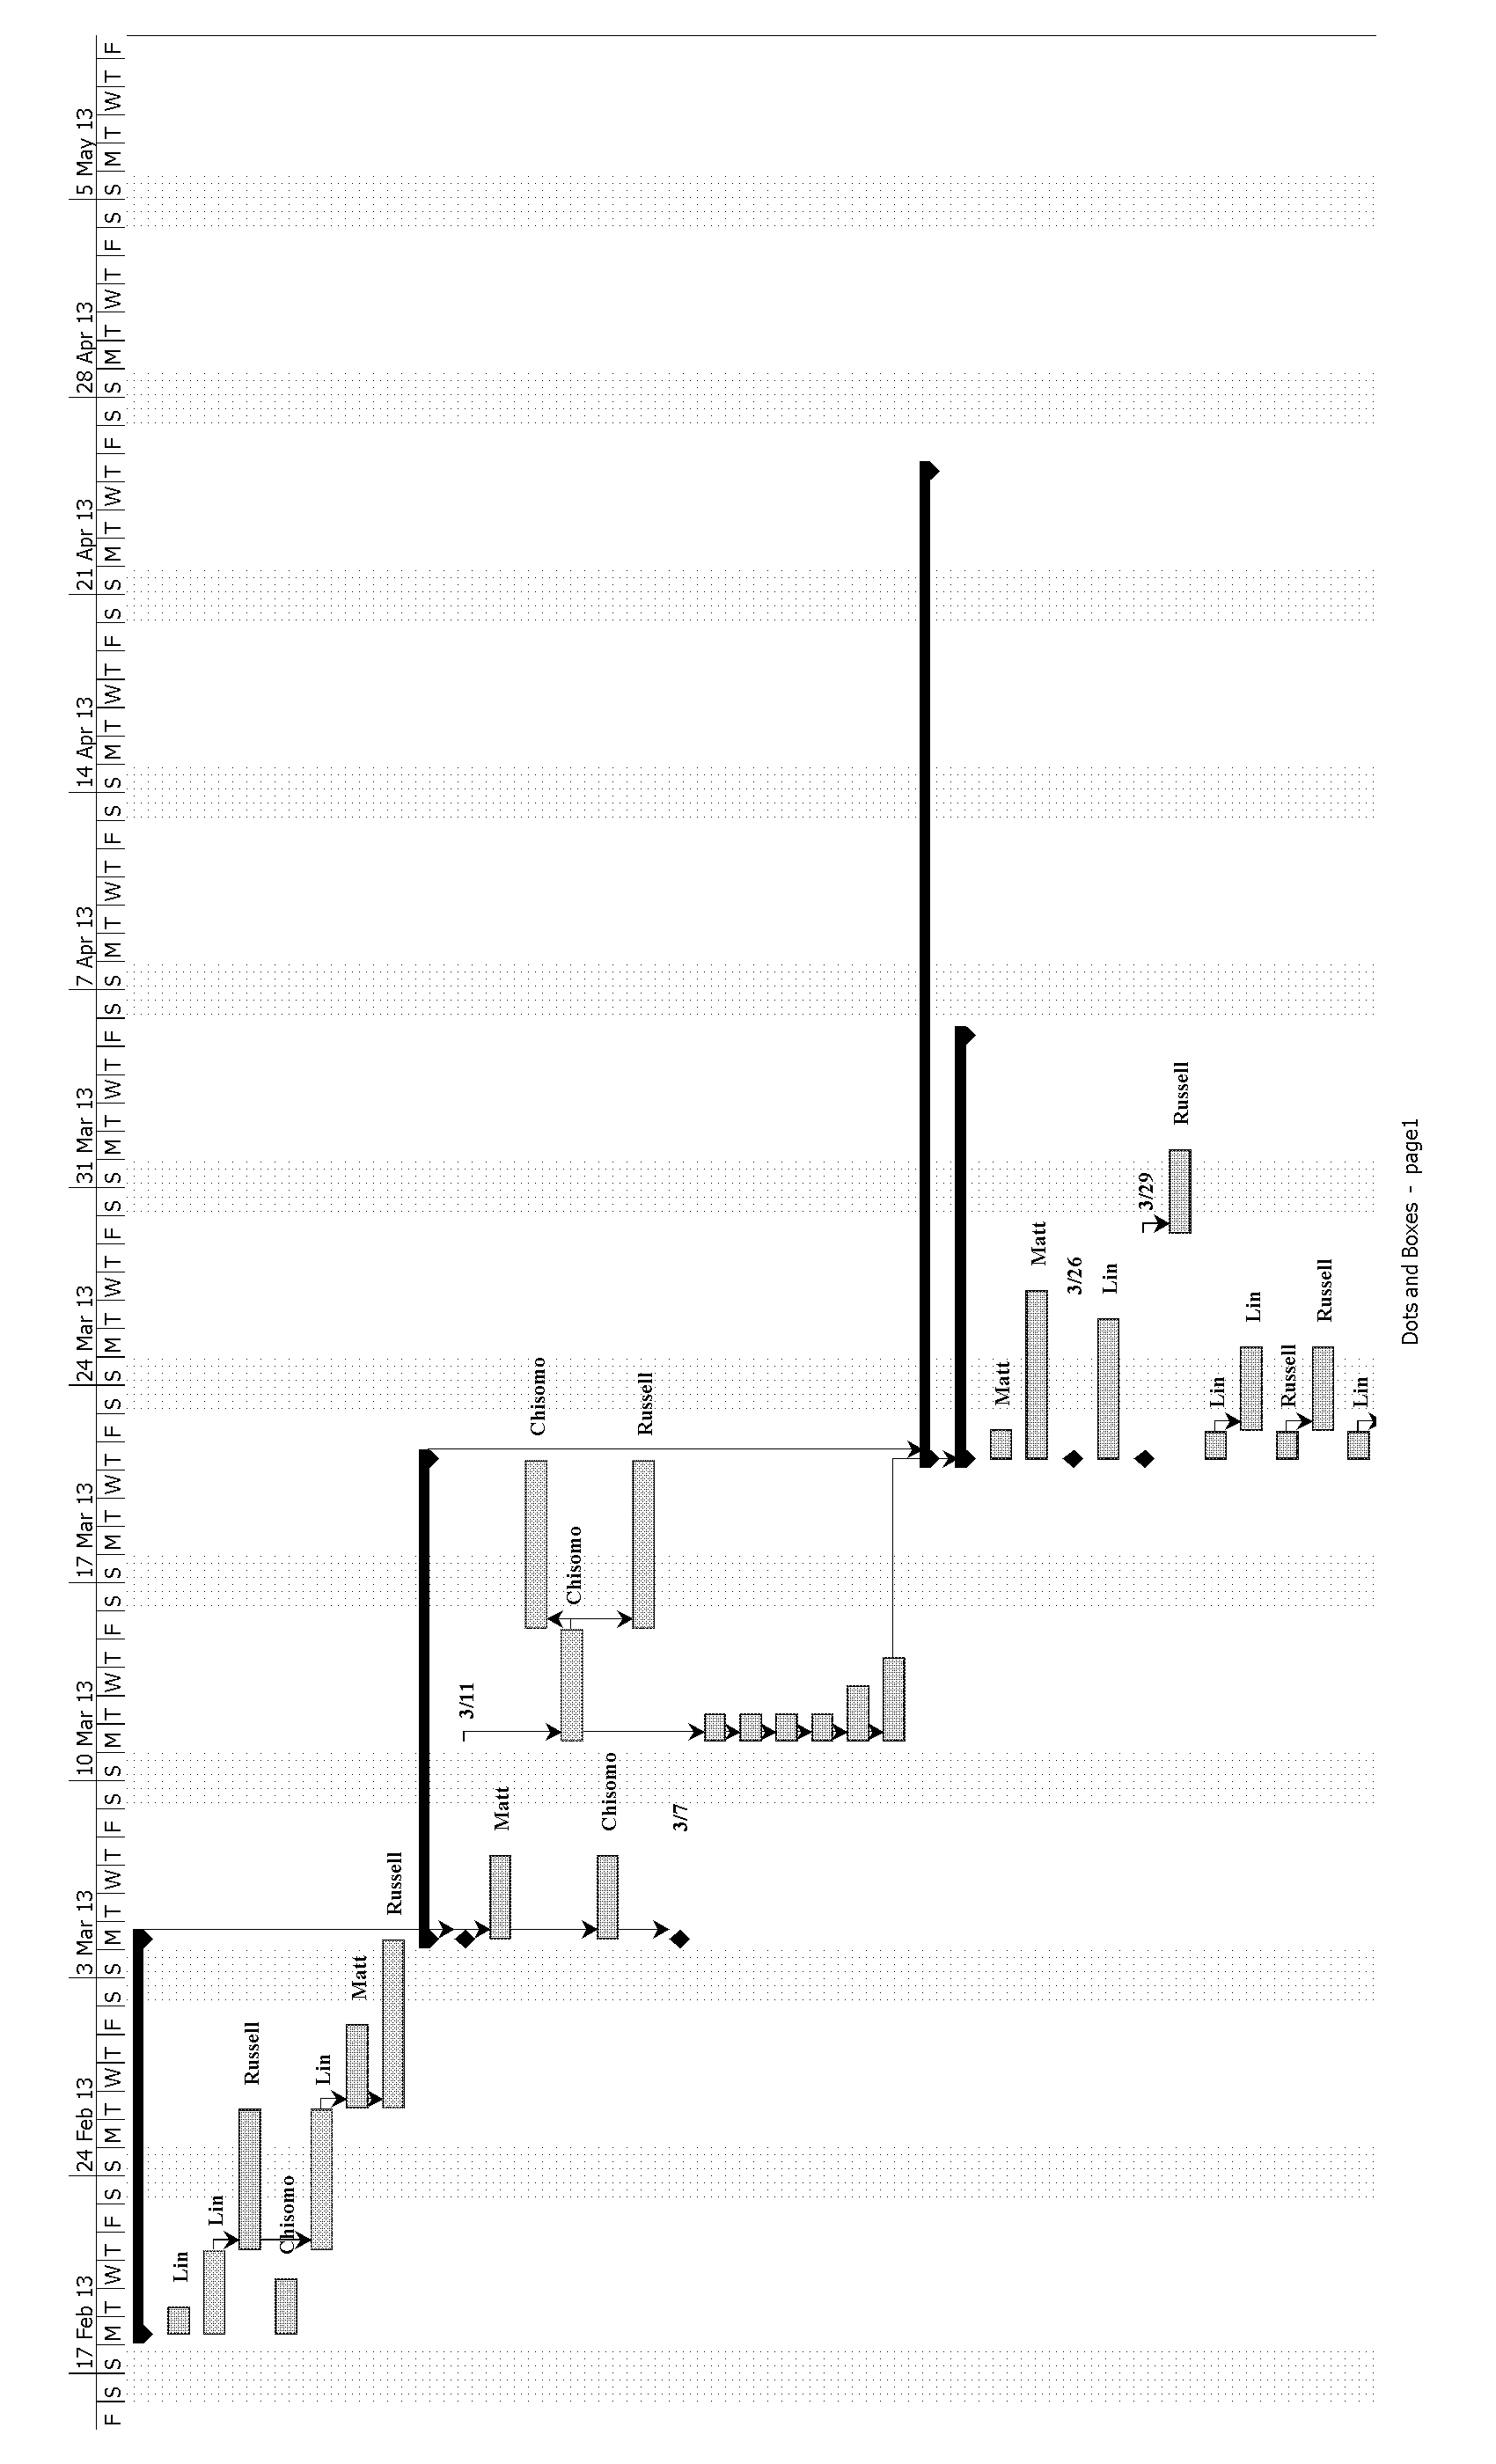 17 Feb 13 24 Feb 13 3 Mar 13 10 Mar 13 17 Mar 13 24 Mar 13 31 Mar 13 7 Apr 13 14 Apr 13 21 Apr 13 28 Apr 13 5 May 13
F S S M T W T F S S M T W T F S S M T W T F S S M T W T F S S M T W T F S S M T W T F S S M T W T F S S M T W T F S S M T W T F S S M T W T F S S M T W T F S S M T W T F
Lin
Lin
Russell
Chisomo
Lin
Matt
Russell
3/11
Matt
Chisomo
Chisomo
Chisomo
Russell
3/7
Matt
Matt
3/26
Lin
3/29
Russell
Lin
Lin
Russell
Russell
Lin
Dots and Boxes - page1